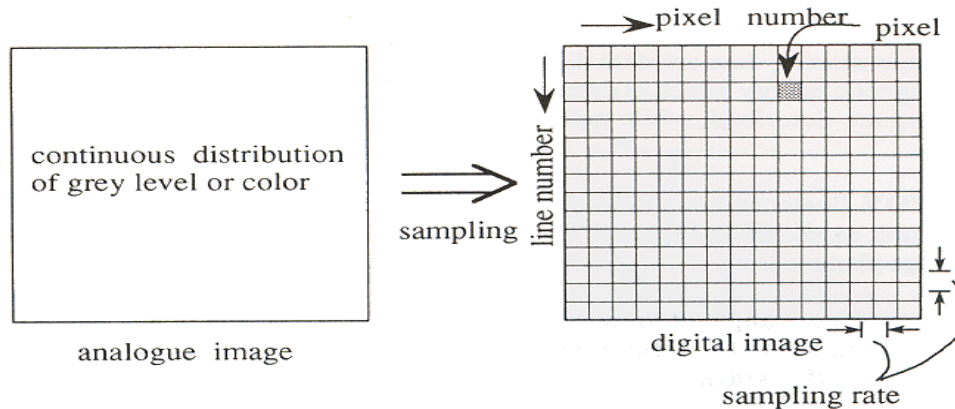 pixel number
pixel
line number
continuous distribution
of grey level or color
sampling
analogue image
digital image
sampling rate